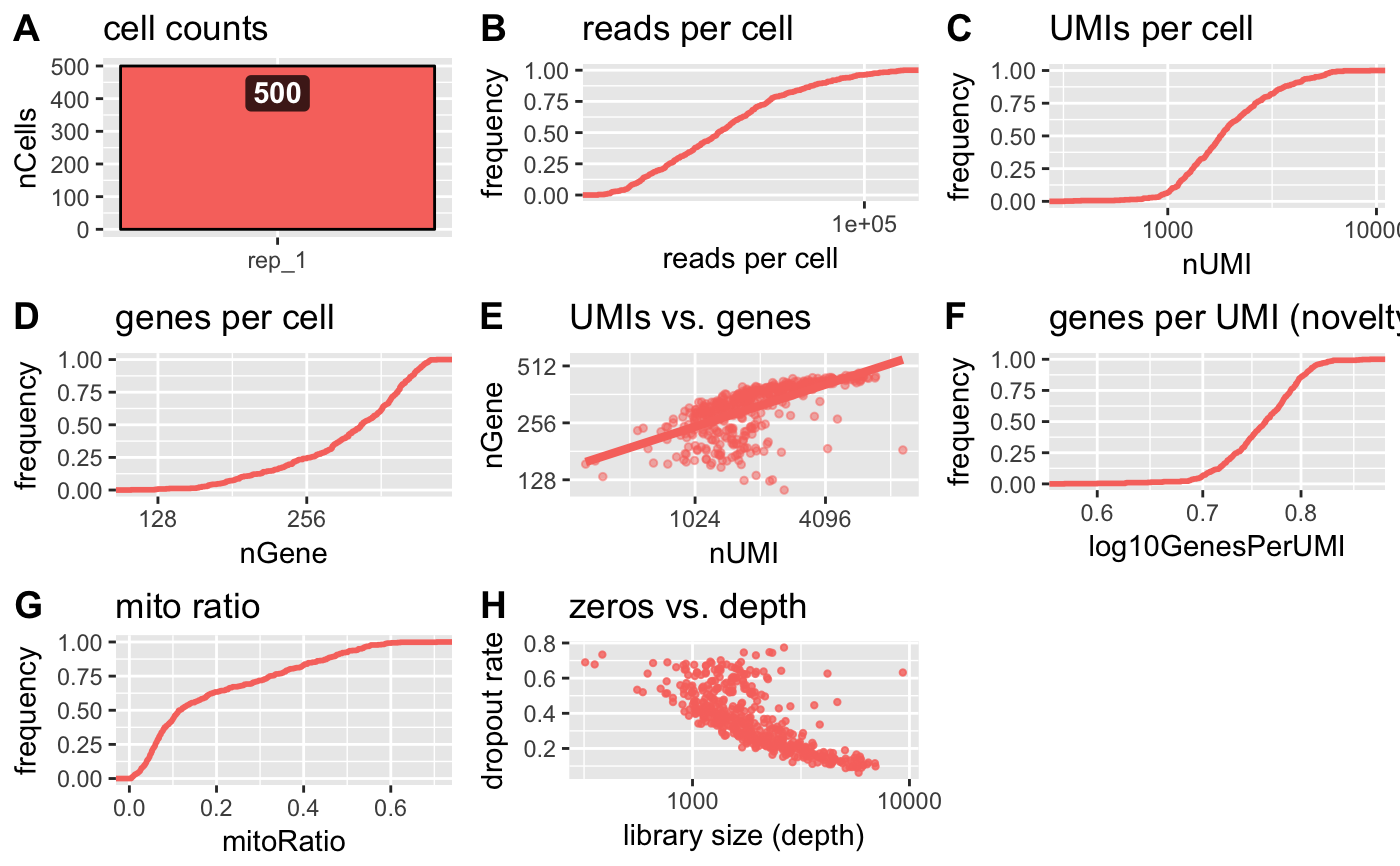 A cell counts
500
400
300
200
100
0
nCells
500
rep_1
B reads per cell
1.00
0.75
0.50
0.25
0.00
frequency
1e+05
reads per cell
C UMIs per cell
1.00
0.75
0.50
0.25
0.00
frequency
1000 1000
nUMI
D genes per cell
1.00
0.75
0.50
0.25
0.00
frequency
128 256
nGene
E UMIs vs. genes
512
256
128
nGene
1024 4096
nUMI
F genes per UMI (novelty
1.00
0.75
0.50
0.25
0.00
frequency
0.6 0.7 0.8
log10GenesPerUMI
G mito ratio
1.00
0.75
0.50
0.25
0.00
frequency
0.0 0.2 0.4 0.6
mitoRatio
H zeros vs. depth
0.8
0.6
0.4
0.2
dropout rate
1000 10000
library size (depth)